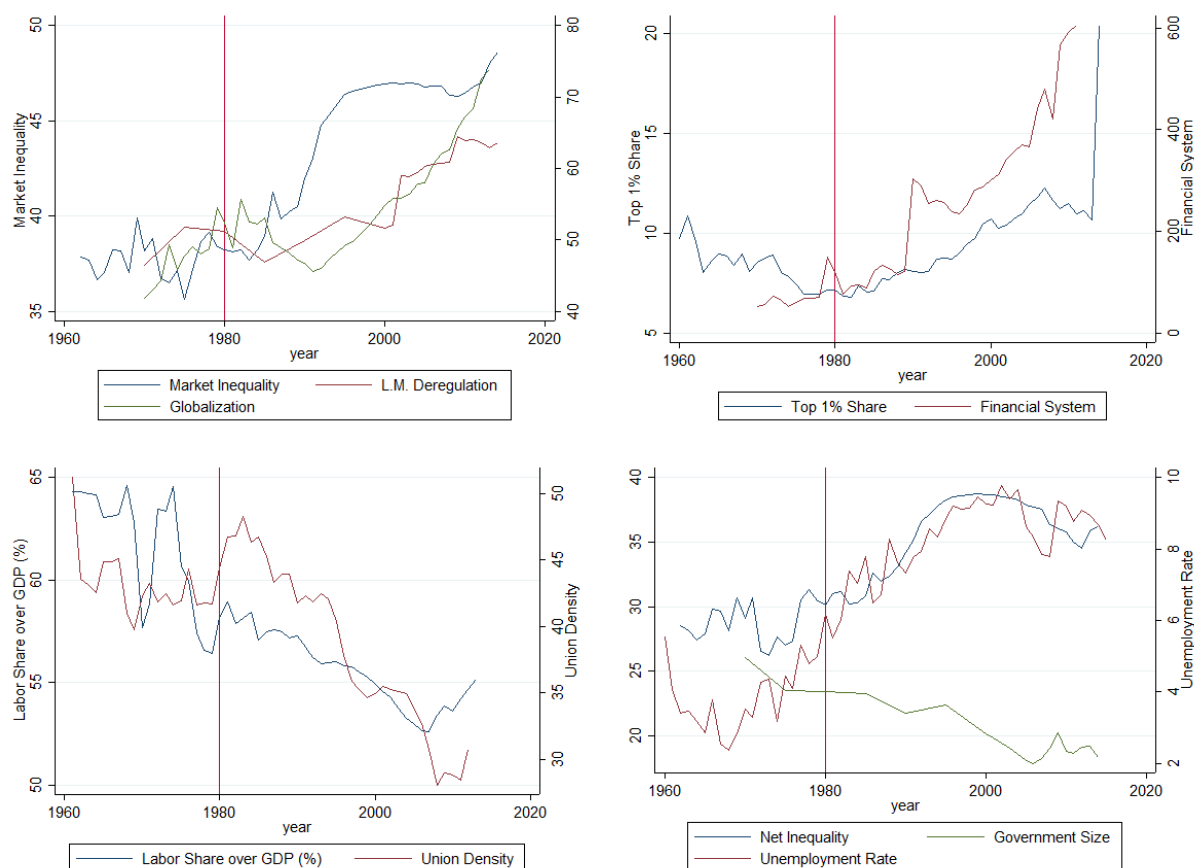 50
45
40
35
Market Inequality
80
70
60
50
40
1960
1980
2000
2020
year
Market Inequality
L.M. Deregulation
Globalization
20
15
10
5
Top 1% Share
600
400
200
0
Financial System
1960
1980
2000
2020
year
Top 1% Share
Financial System
65
60
55
50
Labor Share over GDP (%)
50
45
40
35
30
Union Density
1960
1980
2000
2020
year
Labor Share over GDP (%)
Union Density
40
35
30
25
20
10
8
6
4
2
Unemployment Rate
1960
1980
2000
2020
year
Net Inequality
Government Size
Unemployment Rate